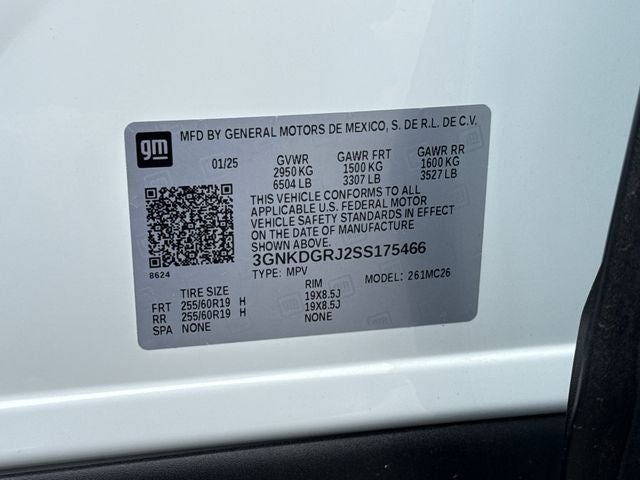 gm
MFD BY GENERAL MOTORS DE MEXICO, S. DE R.L. DE C.V.
01/25 GVWR GAWR FRT GAWR RR
2950 KG 1500 KG 1600 KG
6504 LB 3307 LB 3527 LB
THIS VEHICLE CONFORMS TO ALL
APPLICABLE U.S. FEDERAL MOTOR
VEHICLE SAFETY STANDARDS IN EFFECT
ON THE DATE OF MANUFACTURE
SHOWN ABOVE.
3GNKDGRJ2SS175466
8624
TYPE: MPV MODEL: 261MC26
TIRE SIZE RIM
FRT 255/60R19 H 19X8.5J
RR 255/60R19 H 19X8.5J
SPA NONE NONE